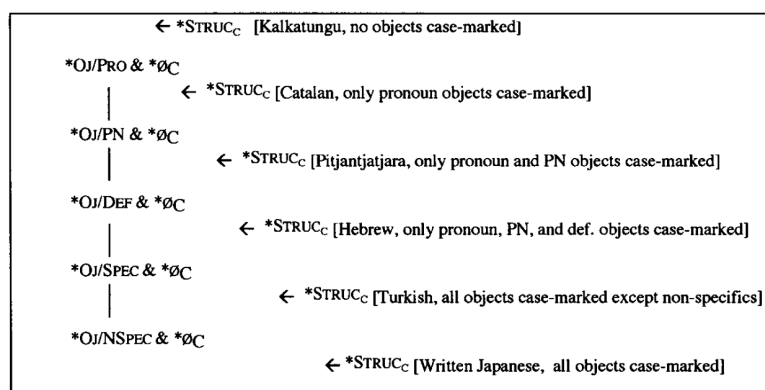 ← *STRUCC [Kalkatungu, no objects case-marked]
*OJ/PRO & *ØC
← *STRUCC [Catalan, only pronoun objects case-marked]
*OJ/PN & *ØC
← *STRUCC [Pitjantjatjara, only pronoun and PN objects case-marked]
*OJ/DEF & *ØC
← *STRUCC [Hebrew, only pronoun, PN, and def. objects case-marked]
*OJ/SPEC & *ØC
← *STRUCC [Turkish, all objects case-marked except non-specifics]
*OJ/NSPEC & *ØC
← *STRUCC [Written Japanese, all objects case-marked]